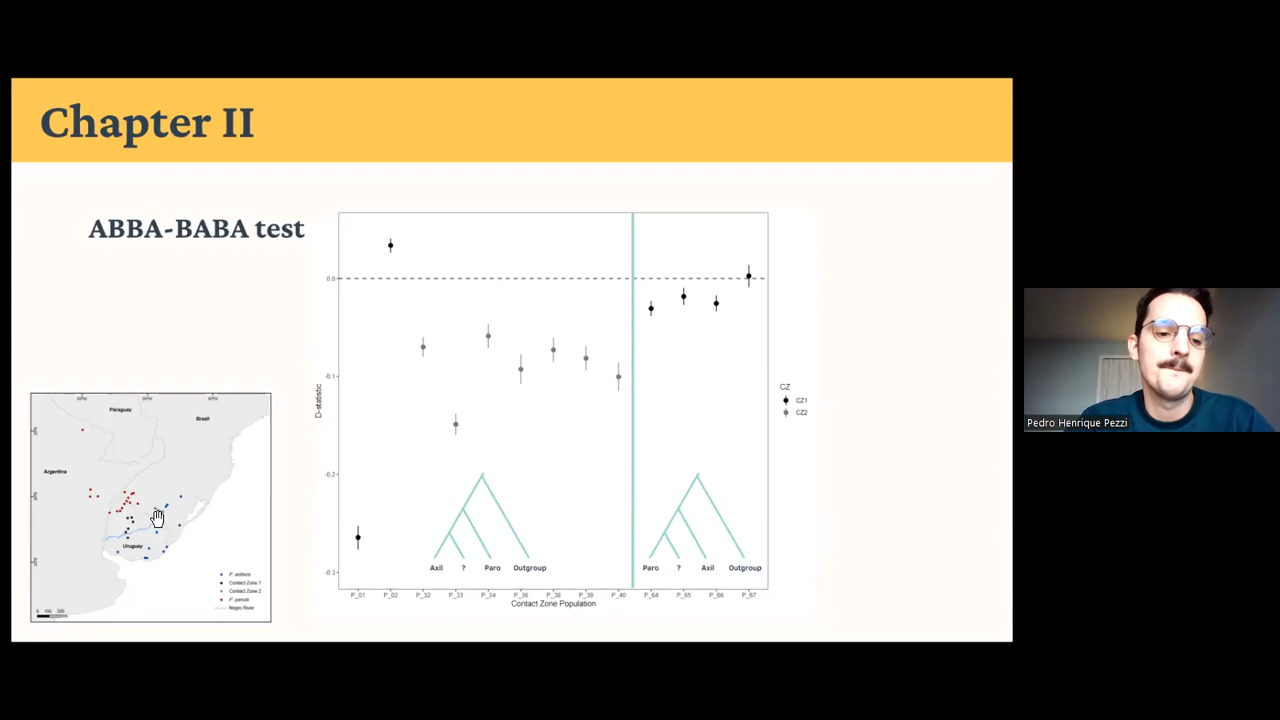 Chapter II
ABBA-BABA test
0.0
-0.1
-0.2
-0.3
D-statistic
CZ
CZ1
CZ2
Axil ? Paro Outgroup
Paro ? Axil Outgroup
P_01 P_02 P_32 P_33 P_34 P_38 P_39 P_40 P_64 P_65 P_66 P_67
Contact Zone Population
Paraguay
Brazil
Argentina
Uruguay
Contact Zone 1
Contact Zone 2
P. parodii
Negro River
Pedro Henrique Pezzi